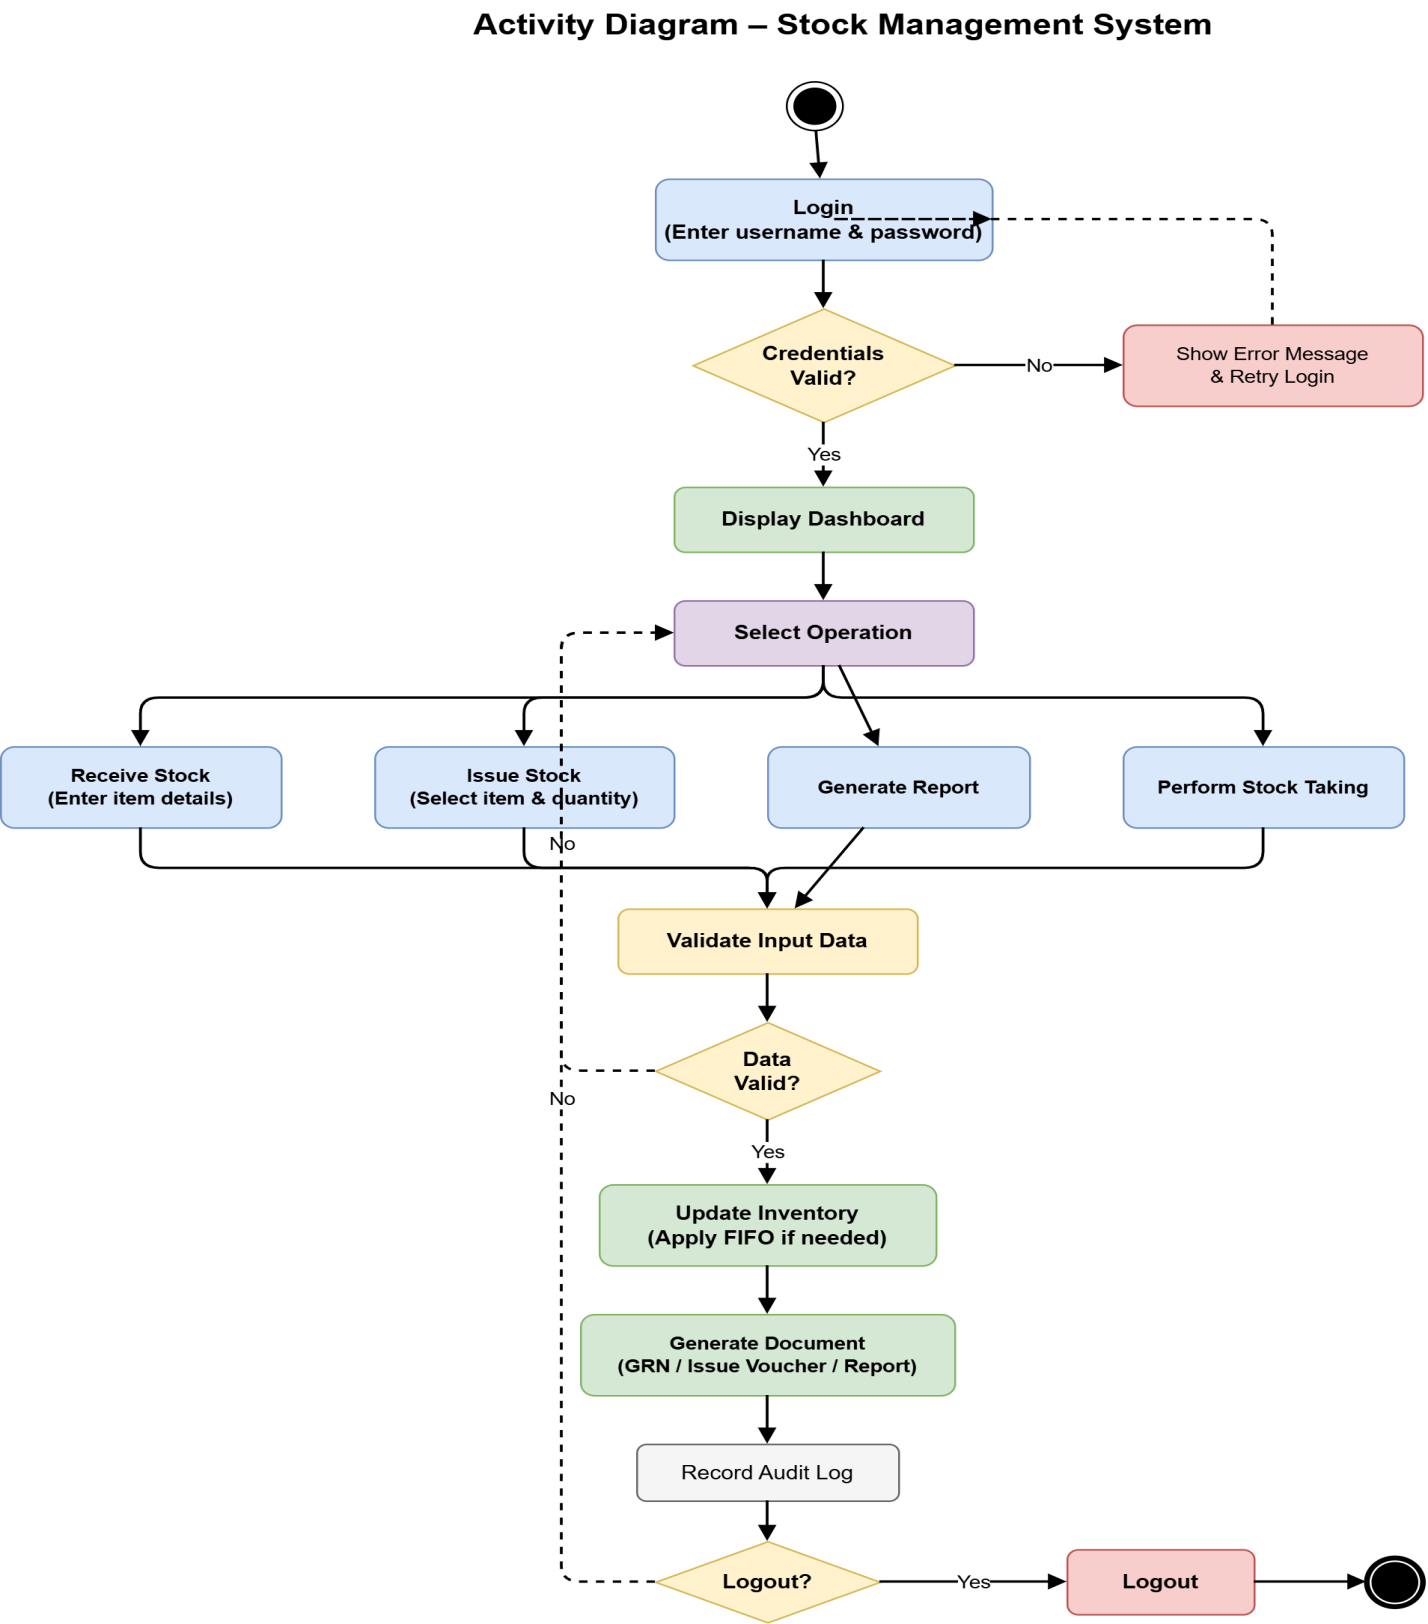 Activity Diagram – Stock Management System
Login
(Enter username & password)
Credentials
Valid?
No
Show Error Message
& Retry Login
Yes
Display Dashboard
Select Operation
Receive Stock
(Enter item details)
Issue Stock
(Select item & quantity)
Generate Report
Perform Stock Taking
No
Validate Input Data
Data
Valid?
No
Yes
Update Inventory
(Apply FIFO if needed)
Generate Document
(GRN / Issue Voucher / Report)
Record Audit Log
Logout?
Yes
Logout